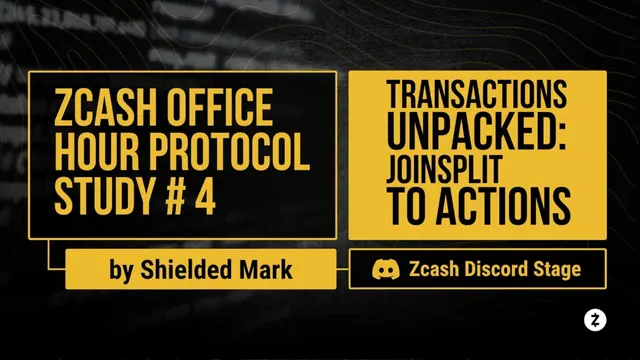 ZCASH OFFICE
HOUR PROTOCOL
STUDY # 4
TRANSACTIONS
UNPACKED:
JOINSPLIT
TO ACTIONS
by Shielded Mark
Zcash Discord Stage